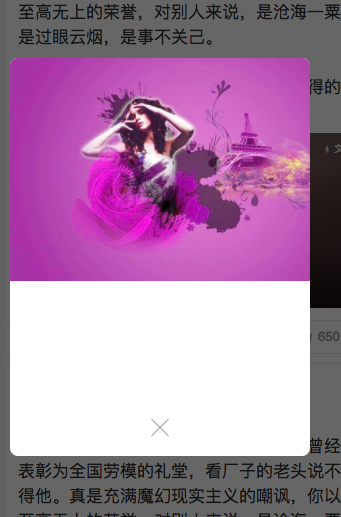 至高无上的荣誉，对别人来说，是沧海一粟
是过眼云烟，是事不关己。
得的
650
曾经
表彰为全国劳模的礼堂，看厂子的老头说不
得他。真是充满魔幻现实主义的嘲讽，你以